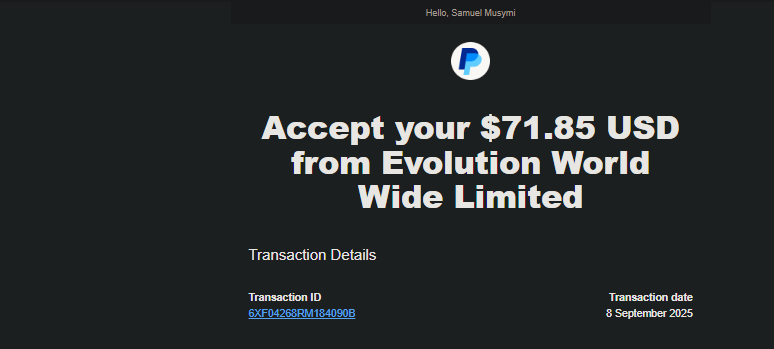 Hello, Samuel Musymi
Accept your $71.85 USD
from Evolution World
Wide Limited
Transaction Details
Transaction ID
Transaction date
6XF04268RM184090B
8 September 2025